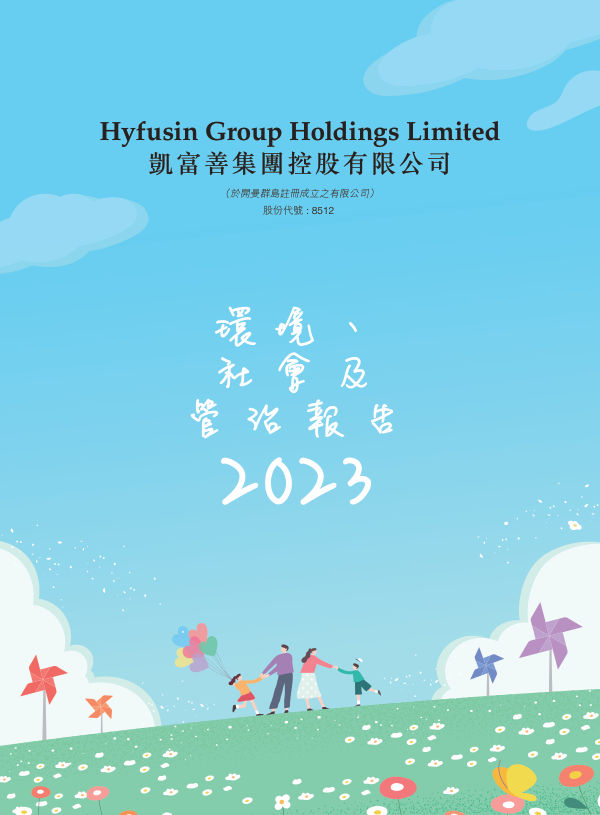 Hyfusin Group Holdings Limited
凱富善集團控股有限公司
（於開曼群島註冊成立之有限公司）
股份代號 : 8512
環境、
社會及
管治報告
2023